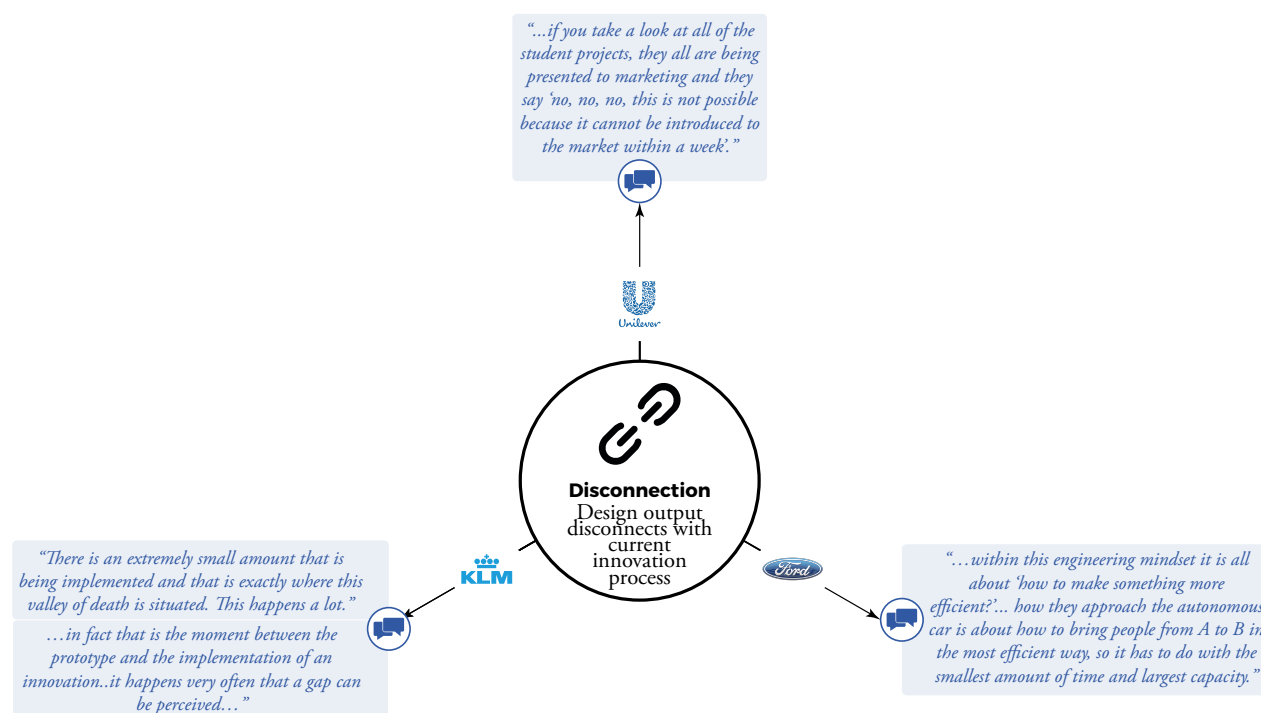 “...if you take a look at all of the
student projects, they all are being
presented to marketing and they
say ‘no, no, no, this is not possible
because it cannot be introduced to
the market within a week’.”
Unilever
Disconnection
Design output
disconnects with
current
innovation
process
KLM
Ford
“There is an extremely small amount that is
being implemented and that is exactly where this
valley of death is situated. This happens a lot.”
…in fact that is the moment between the
prototype and the implementation of an
innovation..it happens very often that a gap can
be perceived…”
“…within this engineering mindset it is all
about ‘how to make something more
efficient?’... how they approach the autonomous
car is about how to bring people from A to B in
the most efficient way, so it has to do with the
smallest amount of time and largest capacity.”